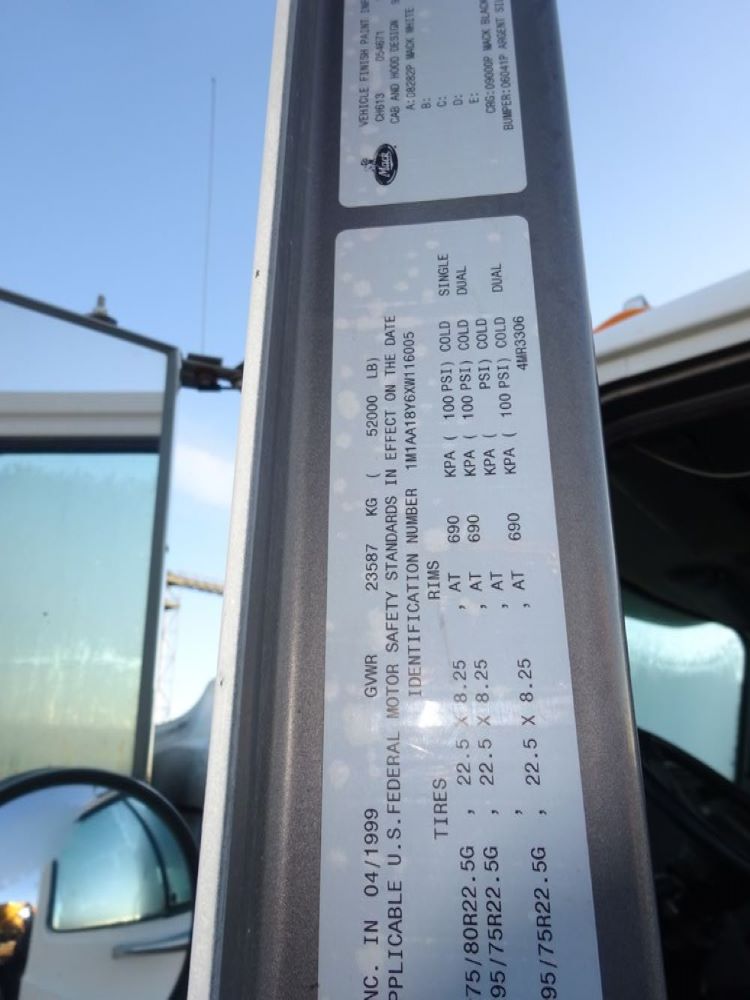 VEHICLE FINISH PAINT
CH613 054671
CAB AND HOOD DESIGN
A: D8282P MACK WHITE
B:
C:
D:
E:
CRG: 09000P MACK BLACK
BUMPER: 06041P ARGENT
Mack
NC. IN 04/1999 GVWR 23587 KG ( 52000 LB)
PPLICABLE U.S. FEDERAL MOTOR SAFETY STANDARDS IN EFFECT ON THE DATE
IDENTIFICATION NUMBER 1M1AA18Y6XW116005
TIRES RIMS
75/80R22.5G , 22.5 X 8.25 , AT 690 KPA ( 100 PSI) COLD SINGLE
95/75R22.5G , 22.5 X 8.25 , AT 690 KPA ( 100 PSI) COLD DUAL
, , AT KPA ( PSI) COLD
95/75R22.5G , 22.5 X 8.25 , AT 690 KPA ( 100 PSI) COLD DUAL
4MR3306